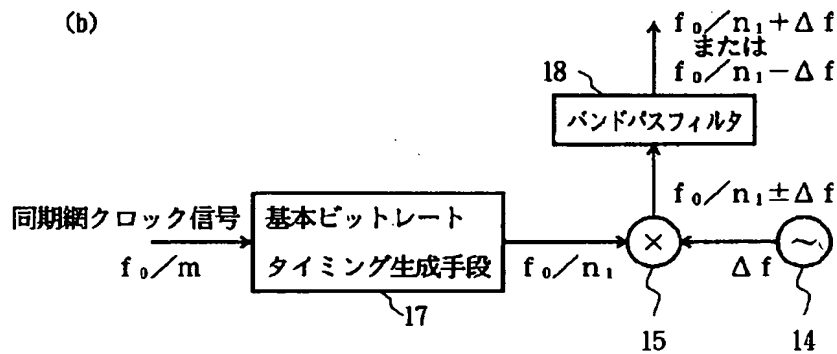 (b)
f₀／n₁＋Δf
または
f₀／n₁－Δf
18
バンドパスフィルタ
f₀／n₁±Δf
同期網クロック信号
f₀／m
基本ビットレート
タイミング生成手段
f₀／n₁
×
Δf
～
17
15
14